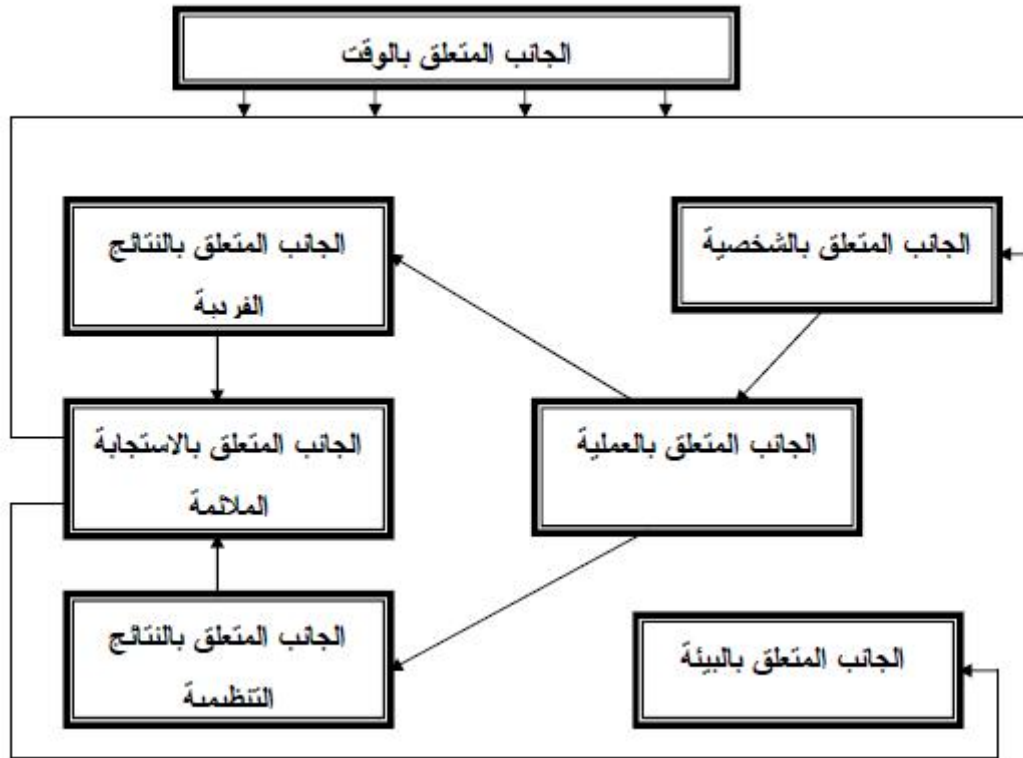 الجانب المتعلق بالوقت
الجانب المتعلق بالشخصية
الجانب المتعلق بالنتائج
الفردية
الجانب المتعلق بالعملية
الجانب المتعلق بالاستجابة
الملائمة
الجانب المتعلق بالبيئة
الجانب المتعلق بالنتائج
التنظيمية